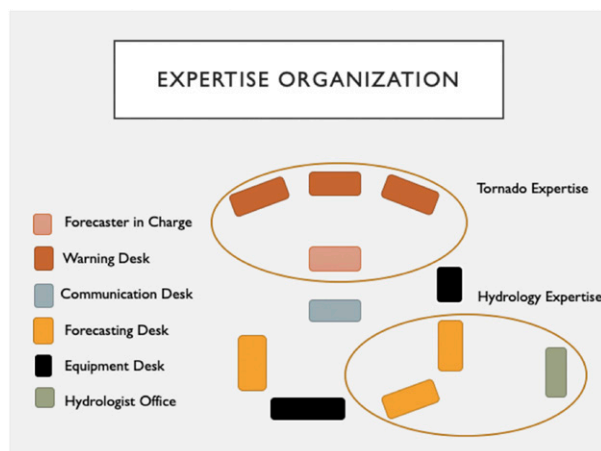 EXPERTISE ORGANIZATION
Tornado Expertise
Forecaster in Charge
Warning Desk
Communication Desk
Hydrology Expertise
Forecasting Desk
Equipment Desk
Hydrologist Office